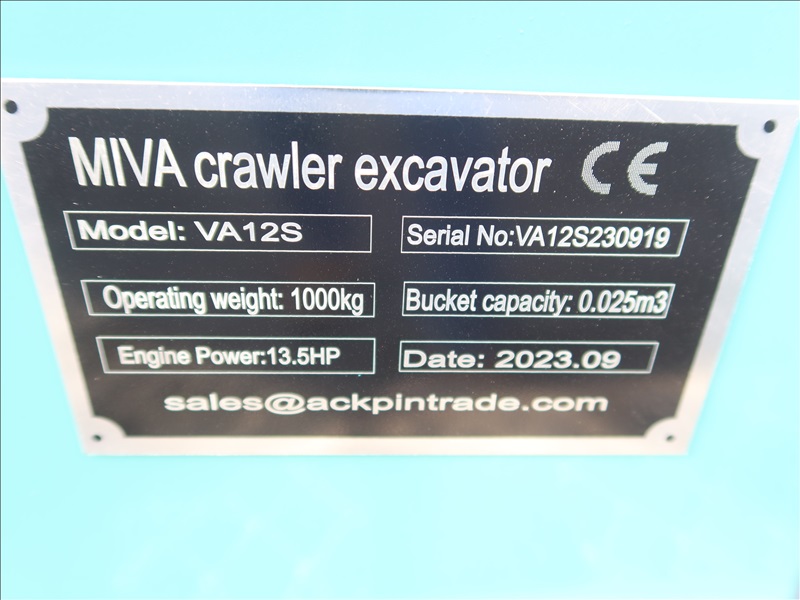 MIVA crawler excavator CE
Model: VA12S
Serial No:VA12S230919
Operating weight: 1000kg
Bucket capacity: 0.025m3
Engine Power:13.5HP
Date: 2023.09
sales@ackpintrade.com